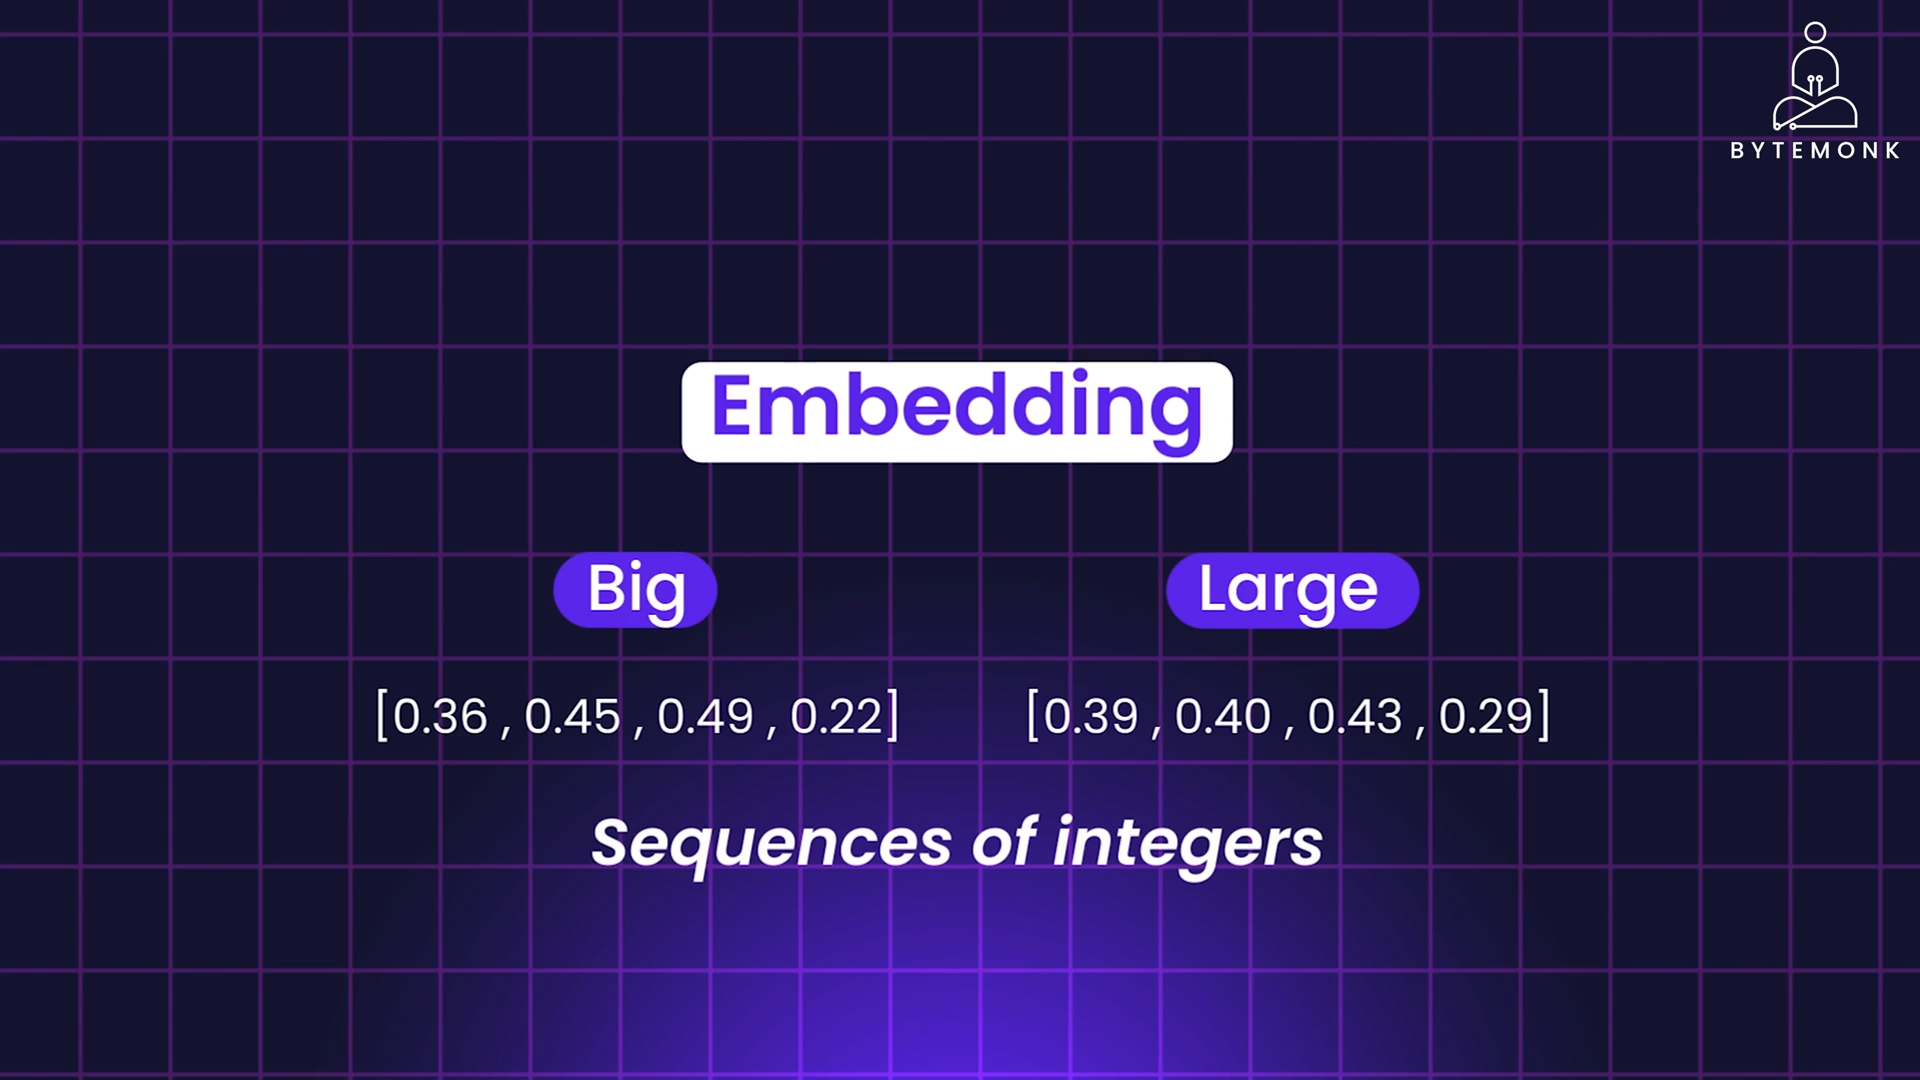 BYTEMONK
Embedding
Big
Large
[0.36 , 0.45 , 0.49 , 0.22]
[0.39 , 0.40 , 0.43 , 0.29]
Sequences of integers